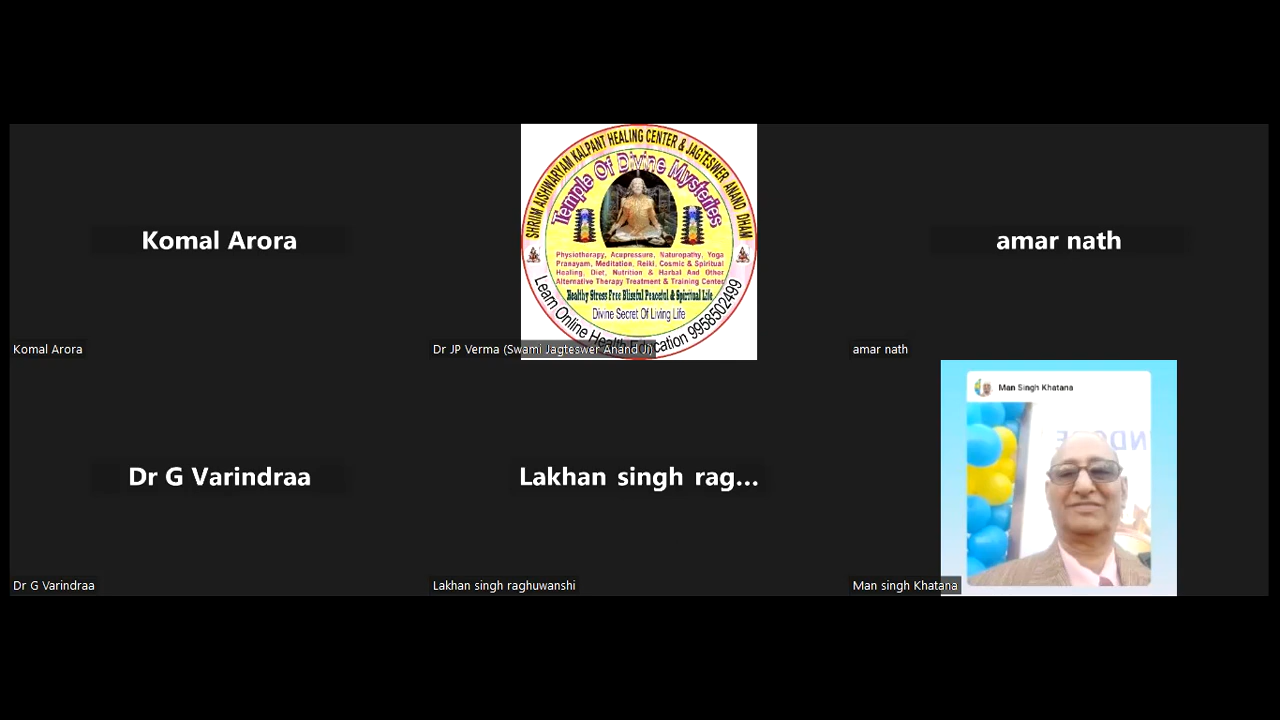 Komal Arora
Komal Arora
SHRIJM AISHWARYAM KALPANT HEALING CENTER & JAGTESWER ANAND DHAM
Temple Of Divine Mysteries
Physiotherapy, Acupressure, Naturopathy, Yoga
Pranayam, Meditation, Reiki, Cosmic & Spiritual
Healing, Diet, Nutrition & Harbal And Other
Alternative Therapy Treatment & Training Center
Healthy Stress Free Blissful Peaceful & Spiritual Life
Divine Secret Of Living Life
Learn Online Health Education 9958502499
Dr JP Verma (Swami Jagteswer Anand Ji)
amar nath
amar nath
Dr G Varindraa
Dr G Varindraa
Lakhan singh rag...
Lakhan singh raghuwanshi
Man Singh Khatana
Man singh Khatana